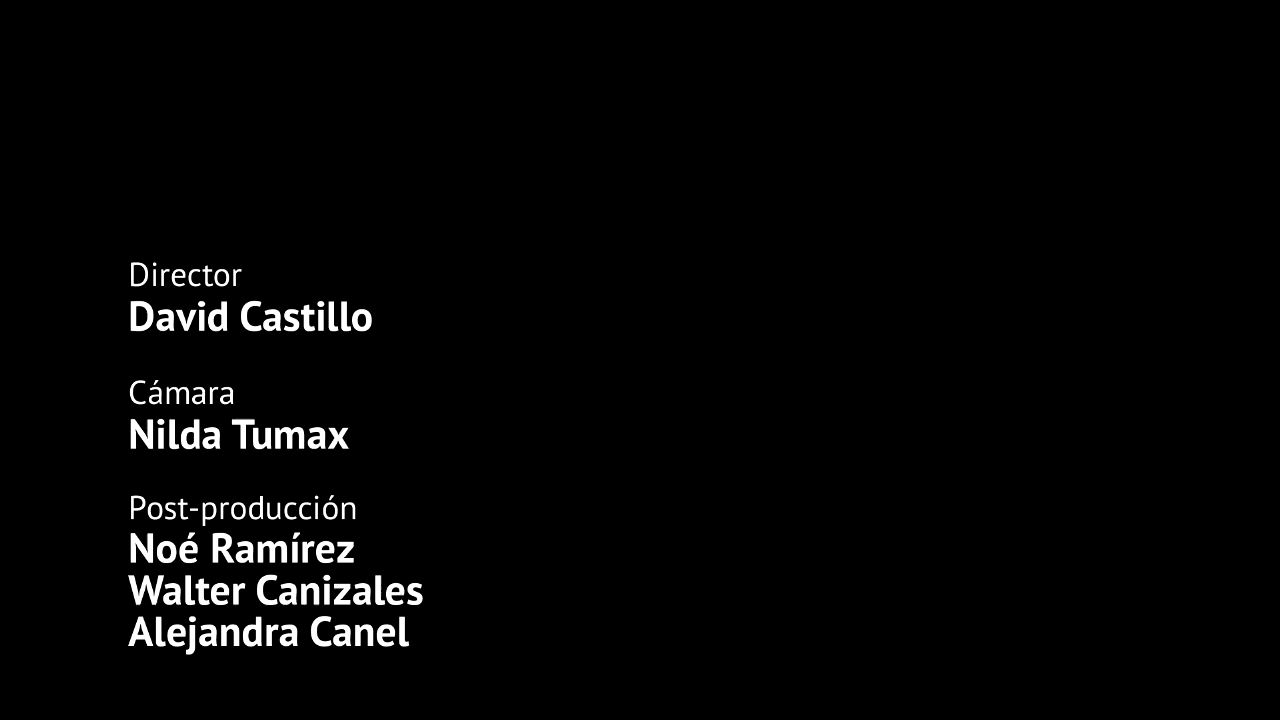 Director
David Castillo
Cámara
Nilda Tumax
Post-producción
Noé Ramírez
Walter Canizales
Alejandra Canel